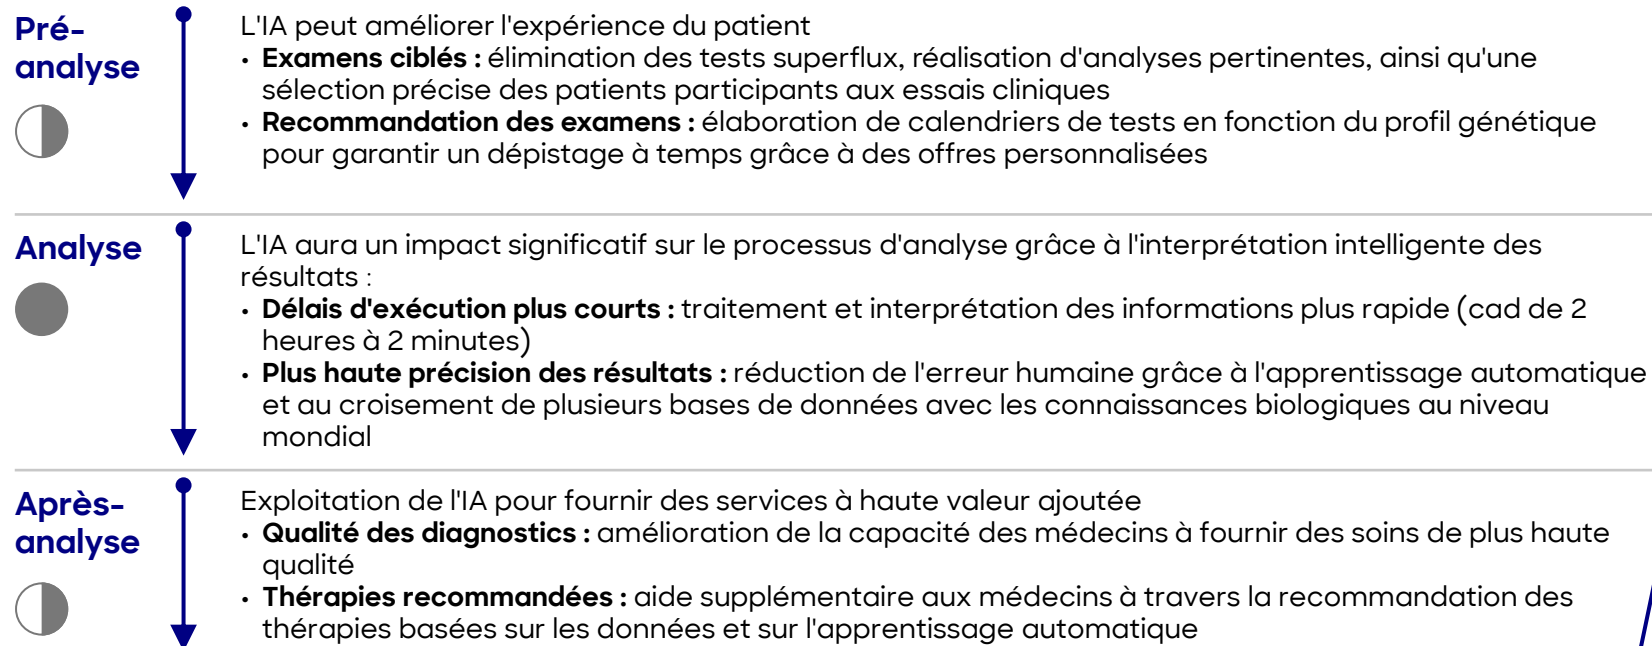 Pré-
analyse
L'IA peut améliorer l'expérience du patient
• Examens ciblés : élimination des tests superflux, réalisation d'analyses pertinentes, ainsi qu'une
sélection précise des patients participants aux essais cliniques
• Recommandation des examens : élaboration de calendriers de tests en fonction du profil génétique
pour garantir un dépistage à temps grâce à des offres personnalisées
Analyse
L'IA aura un impact significatif sur le processus d'analyse grâce à l'interprétation intelligente des
résultats :
• Délais d'exécution plus courts : traitement et interprétation des informations plus rapide (cad de 2
heures à 2 minutes)
• Plus haute précision des résultats : réduction de l'erreur humaine grâce à l'apprentissage automatique
et au croisement de plusieurs bases de données avec les connaissances biologiques au niveau
mondial
Après-
analyse
Exploitation de l'IA pour fournir des services à haute valeur ajoutée
• Qualité des diagnostics : amélioration de la capacité des médecins à fournir des soins de plus haute
qualité
• Thérapies recommandées : aide supplémentaire aux médecins à travers la recommandation des
thérapies basées sur les données et sur l'apprentissage automatique